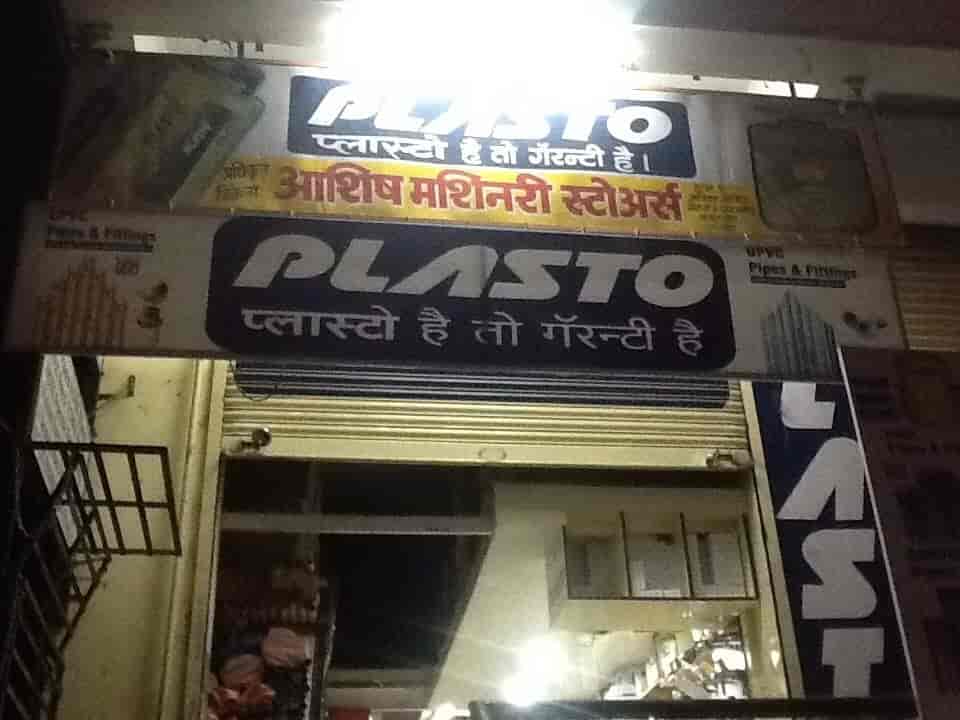 PLASTO
प्लास्टो है तो गॅरन्टी है।
आशिष मशिनरी स्टोअर्स
PLASTO
प्लास्टो है तो गॅरन्टी है
UPVC
Pipes & Fittings
UPVC
Pipes & Fittings
LAST